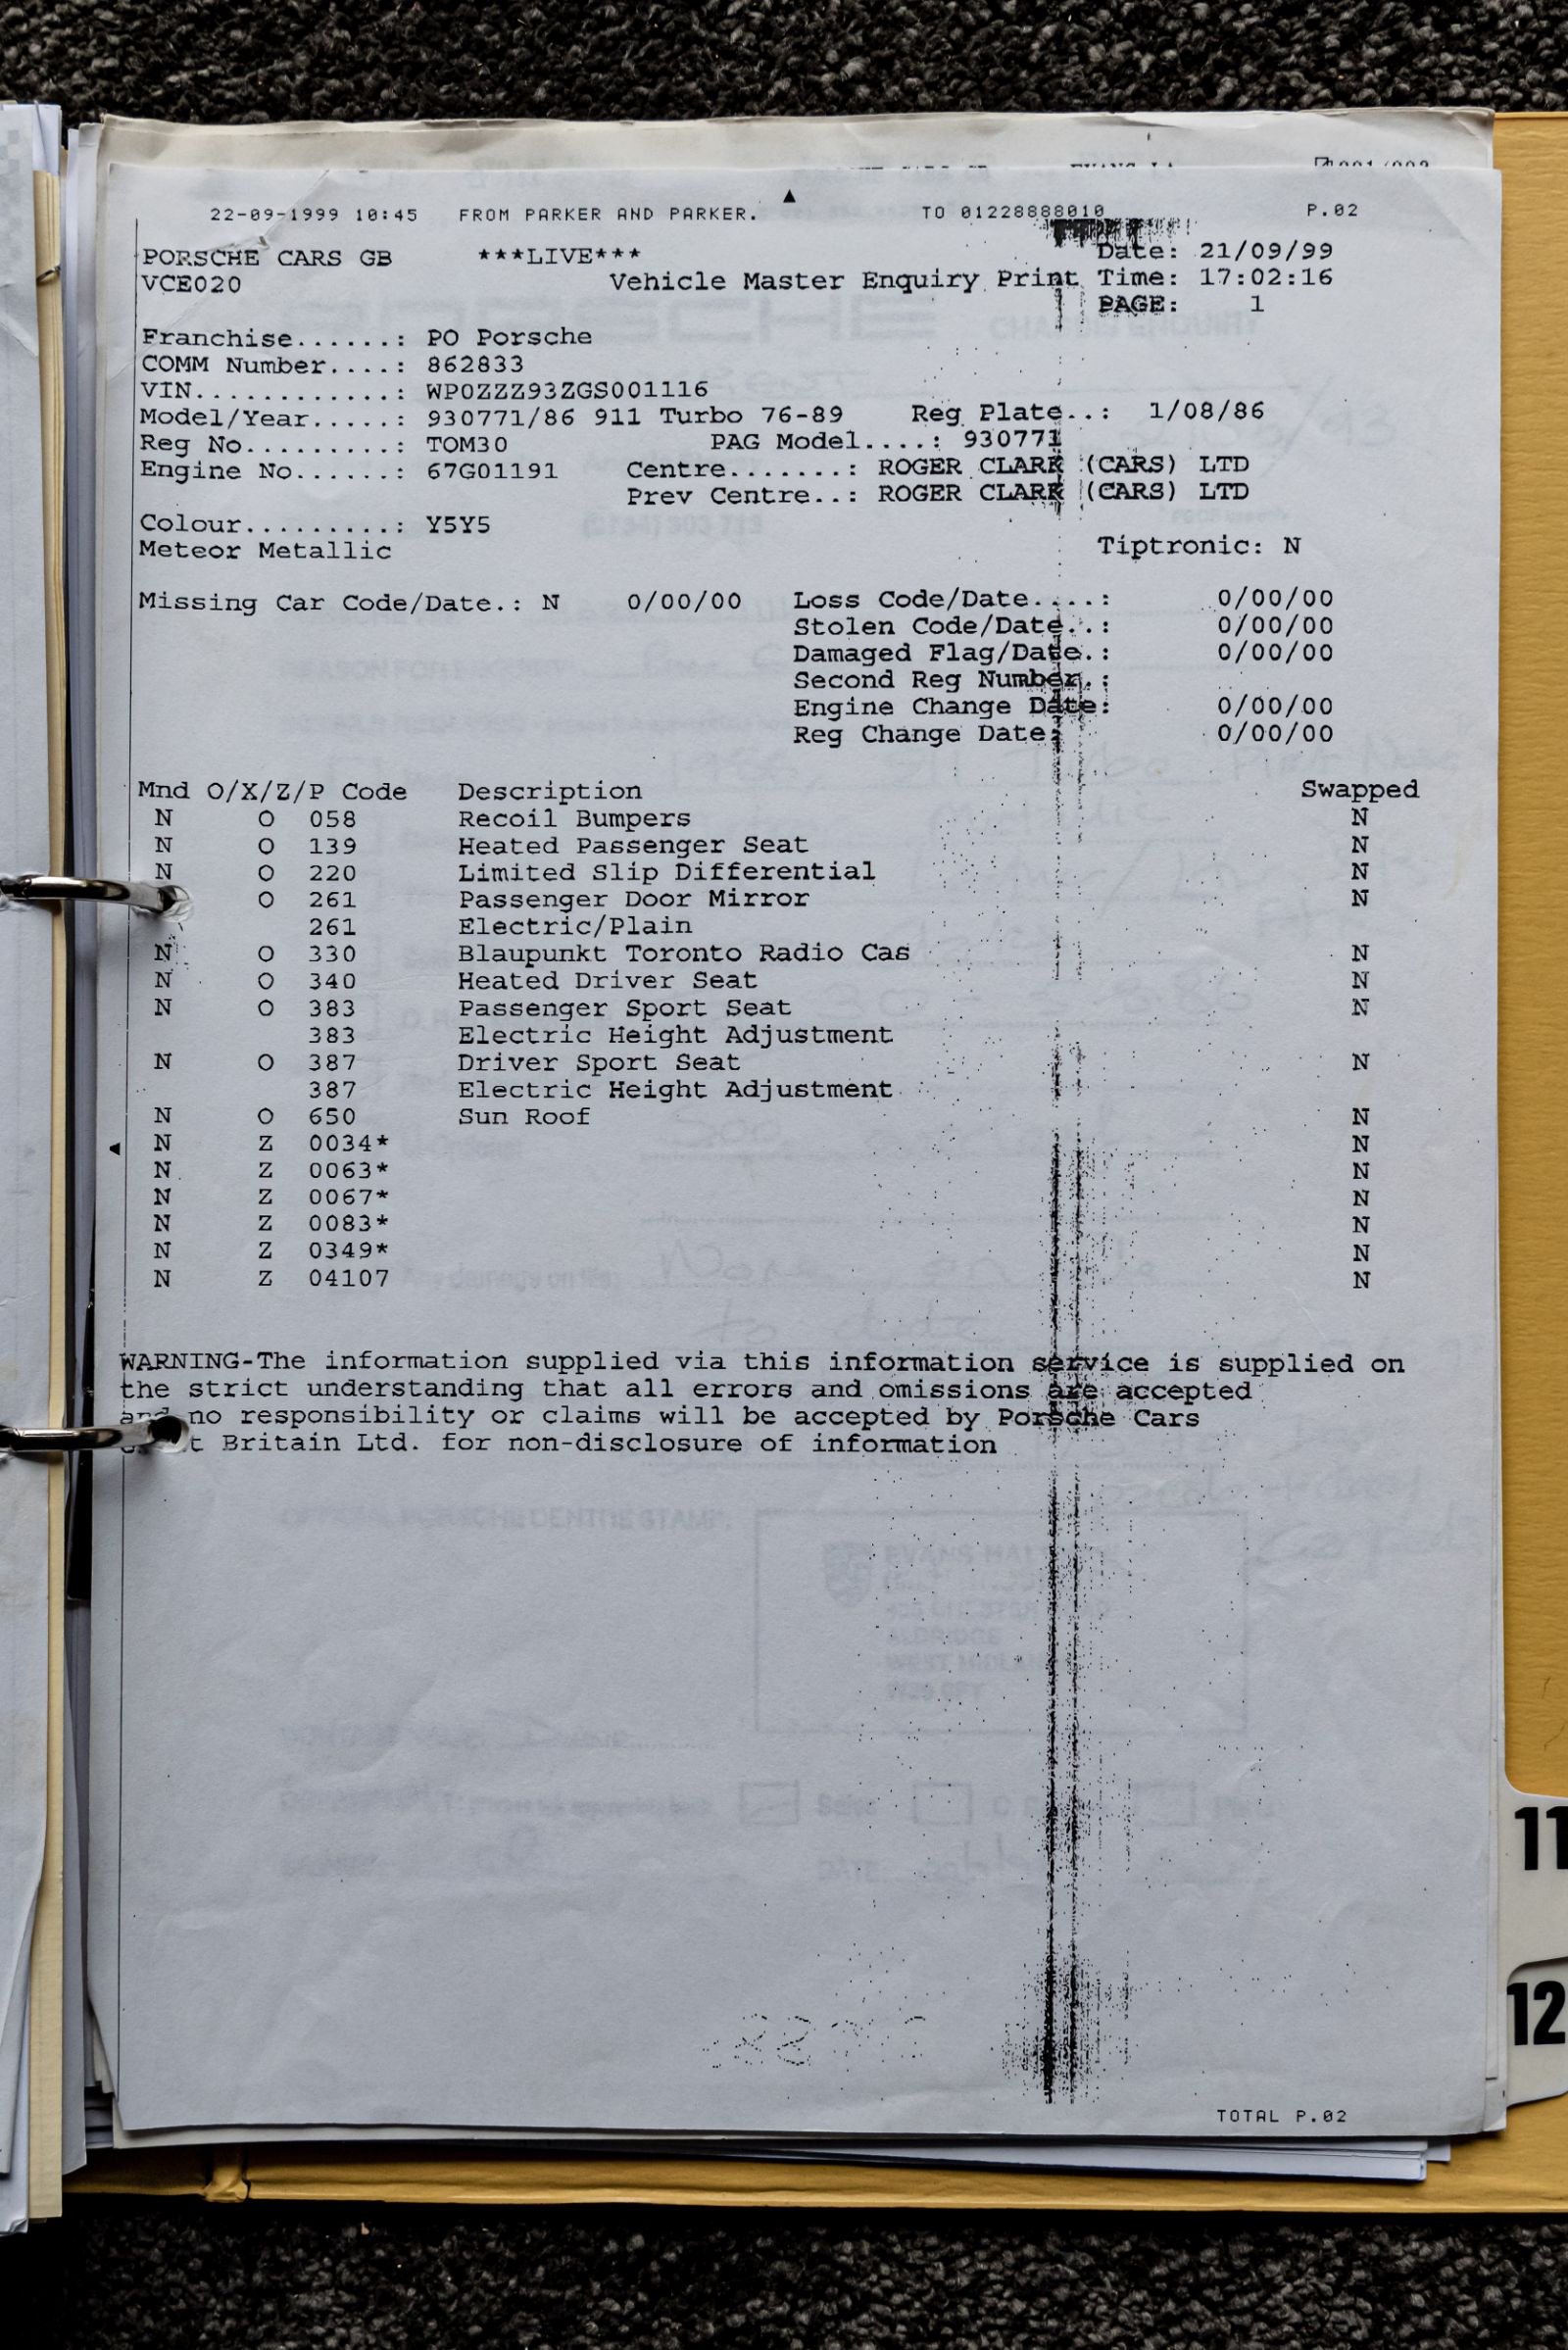 22-09-1999 10:45 FROM PARKER AND PARKER. TO 01228888010 P.02
PORSCHE CARS GB ***LIVE*** Date: 21/09/99
VCE020 Vehicle Master Enquiry Print Time: 17:02:16
PAGE: 1
Franchise......: PO Porsche
COMM Number....: 862833
VIN............: WP0ZZZ93ZGS001116
Model/Year.....: 930771/86 911 Turbo 76-89 Reg Plate..: 1/08/86
Reg No.........: TOM30 PAG Model....: 930771
Engine No......: 67G01191 Centre.......: ROGER CLARK (CARS) LTD
Prev Centre..: ROGER CLARK (CARS) LTD
Colour.........: Y5Y5
Meteor Metallic Tiptronic: N
Missing Car Code/Date.: N 0/00/00 Loss Code/Date....: 0/00/00
Stolen Code/Date..: 0/00/00
Damaged Flag/Date.: 0/00/00
Second Reg Number.:
Engine Change Date: 0/00/00
Reg Change Date: 0/00/00
Mnd O/X/Z/P Code Description Swapped
N O 058 Recoil Bumpers N
N O 139 Heated Passenger Seat N
N O 220 Limited Slip Differential N
O 261 Passenger Door Mirror N
261 Electric/Plain
N O 330 Blaupunkt Toronto Radio Cas N
N O 340 Heated Driver Seat N
N O 383 Passenger Sport Seat N
383 Electric Height Adjustment
N O 387 Driver Sport Seat N
387 Electric Height Adjustment
N O 650 Sun Roof N
N Z 0034* N
N Z 0063* N
N Z 0067* N
N Z 0083* N
N Z 0349* N
N Z 04107 N
WARNING-The information supplied via this information service is supplied on
the strict understanding that all errors and omissions are accepted
and no responsibility or claims will be accepted by Porsche Cars
Britain Ltd. for non-disclosure of information
TOTAL P.02
11
12